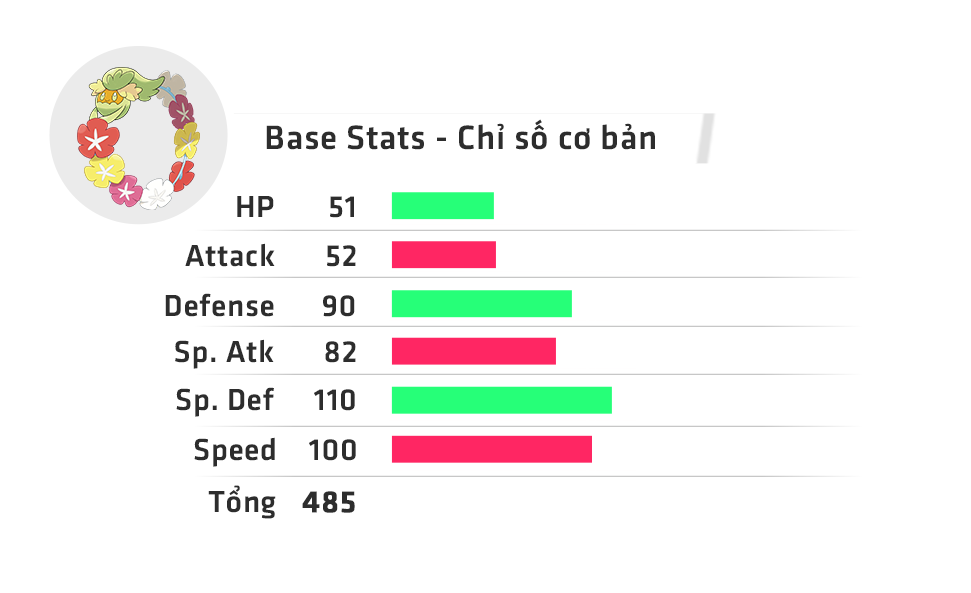 Base Stats - Chỉ số cơ bản
HP 51
Attack 52
Defense 90
Sp. Atk 82
Sp. Def 110
Speed 100
Tổng 485